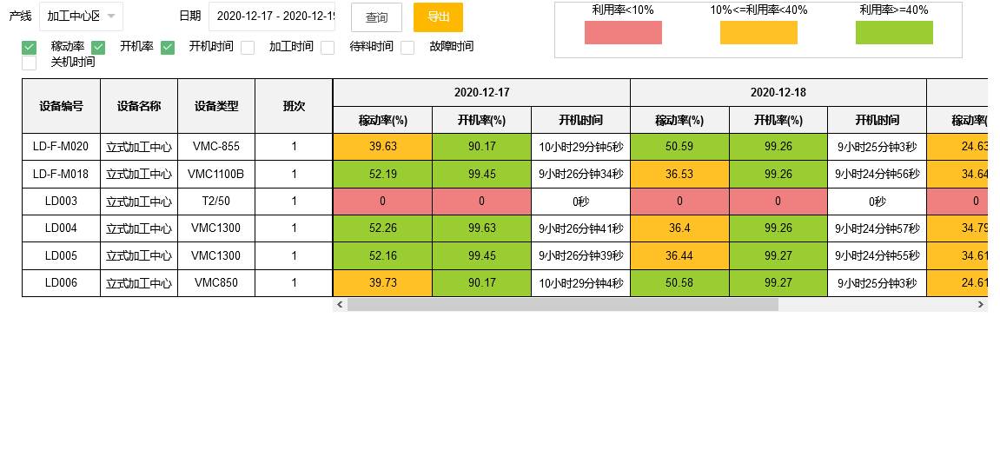 产线 加工中心区 日期 2020-12-17 - 2020-12-19 查询 导出
利用率<10% 10%<=利用率<40% 利用率>=40%
稼动率 开机率 开机时间 加工时间 待料时间 故障时间
关机时间
设备编号 设备名称 设备类型 班次 2020-12-17 2020-12-18
稼动率(%) 开机率(%) 开机时间 稼动率(%) 开机率(%) 开机时间 稼动率(%)
LD-F-M020 立式加工中心 VMC-855 1 39.63 90.17 10小时29分钟5秒 50.59 99.26 9小时25分钟3秒 24.63
LD-F-M018 立式加工中心 VMC1100B 1 52.19 99.45 9小时26分钟34秒 36.53 99.26 9小时24分钟56秒 34.64
LD003 立式加工中心 T2/50 1 0 0 0秒 0 0 0秒 0
LD004 立式加工中心 VMC1300 1 52.26 99.63 9小时26分钟41秒 36.4 99.26 9小时24分钟57秒 34.79
LD005 立式加工中心 VMC1300 1 52.16 99.45 9小时26分钟39秒 36.44 99.27 9小时24分钟55秒 34.61
LD006 立式加工中心 VMC850 1 39.73 90.17 10小时29分钟4秒 50.58 99.27 9小时25分钟3秒 24.61